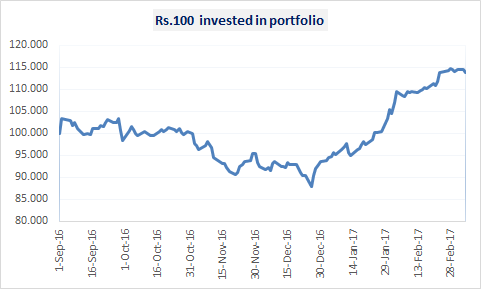 Rs.100 invested in portfolio
120.000
115.000
110.000
105.000
100.000
95.000
90.000
85.000
80.000
1-Sep-16
16-Sep-16
1-Oct-16
16-Oct-16
31-Oct-16
15-Nov-16
30-Nov-16
15-Dec-16
30-Dec-16
14-Jan-17
29-Jan-17
13-Feb-17
28-Feb-17